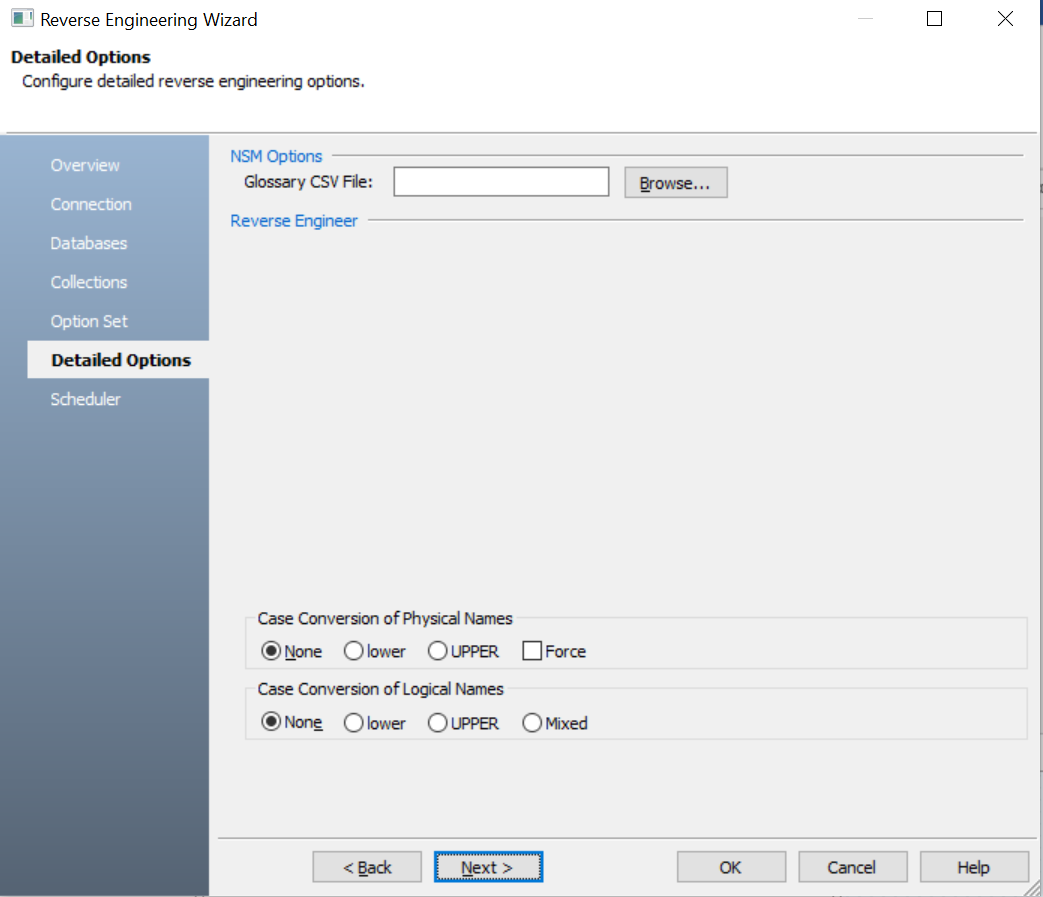 Reverse Engineering Wizard
Detailed Options
Configure detailed reverse engineering options.
Overview
Connection
Databases
Collections
Option Set
Detailed Options
Scheduler
NSM Options
Glossary CSV File:
Browse...
Reverse Engineer
Case Conversion of Physical Names
None lower UPPER Force
Case Conversion of Logical Names
None lower UPPER Mixed
< Back Next > OK Cancel Help